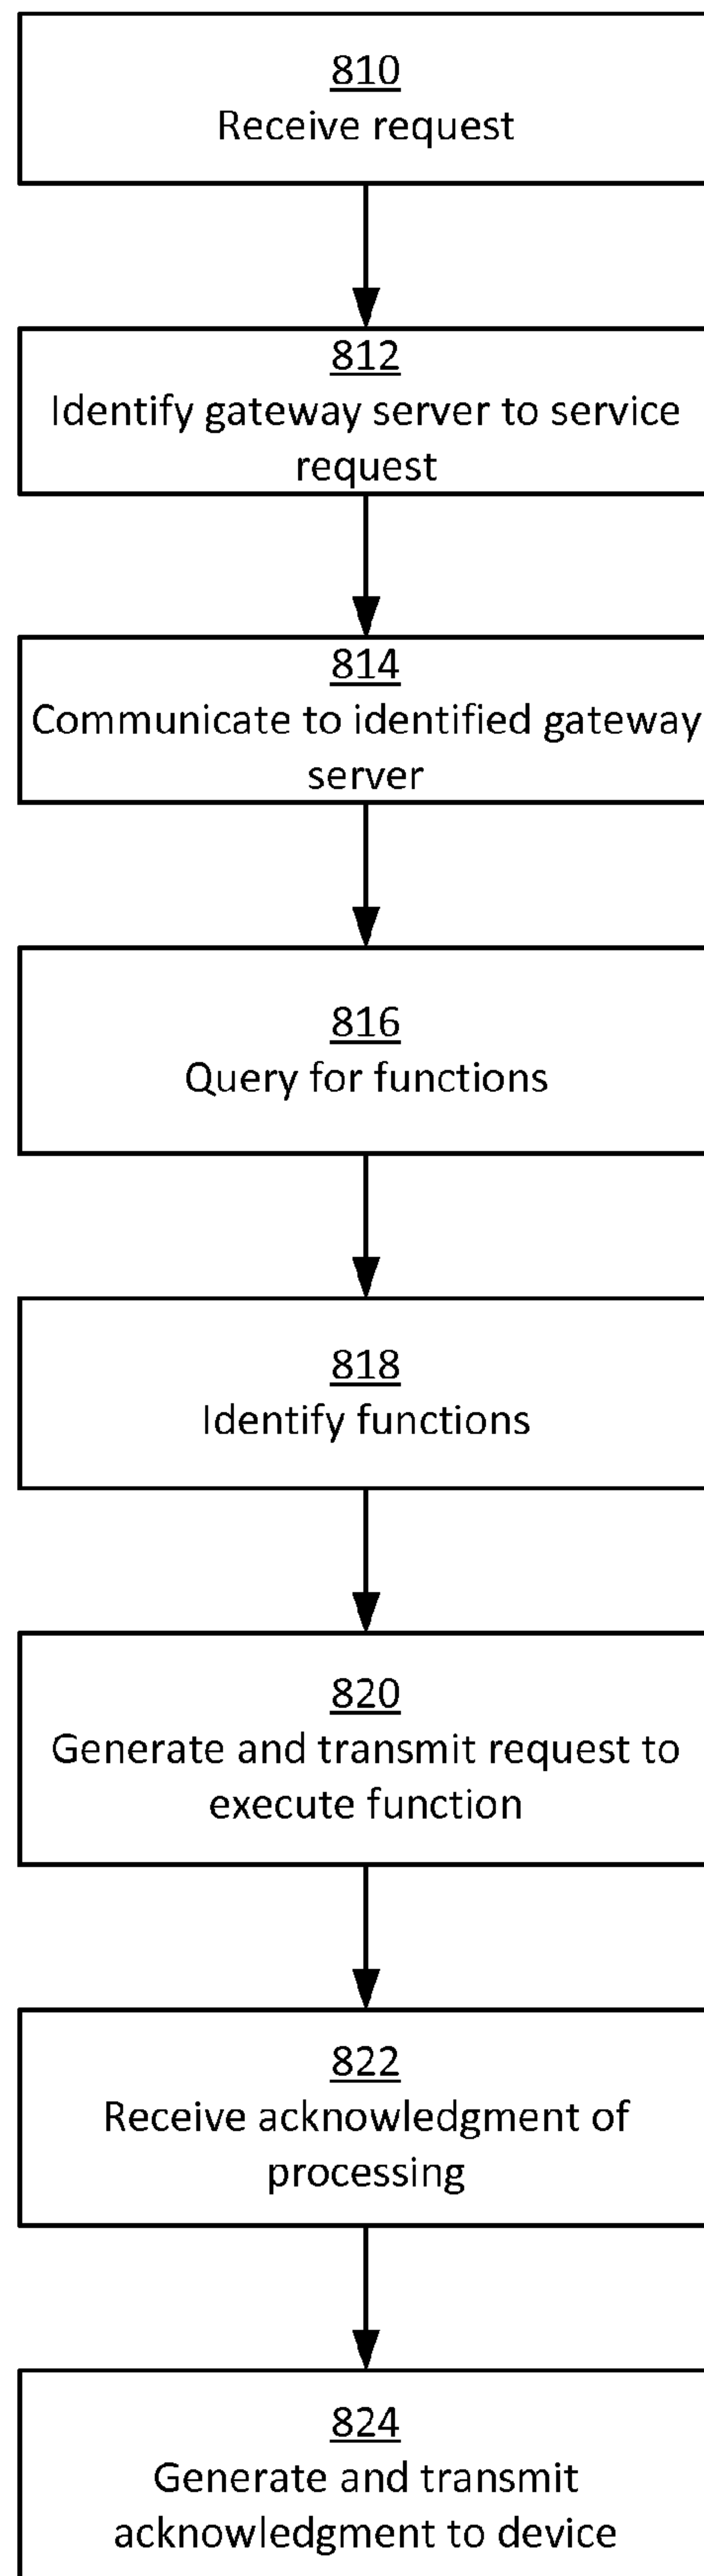 810
Receive request
812
Identify gateway server to service
request
814
Communicate to identified gateway
server
816
Query for functions
818
Identify functions
820
Generate and transmit request to
execute function
822
Receive acknowledgment of
processing
824
Generate and transmit
acknowledgment to device